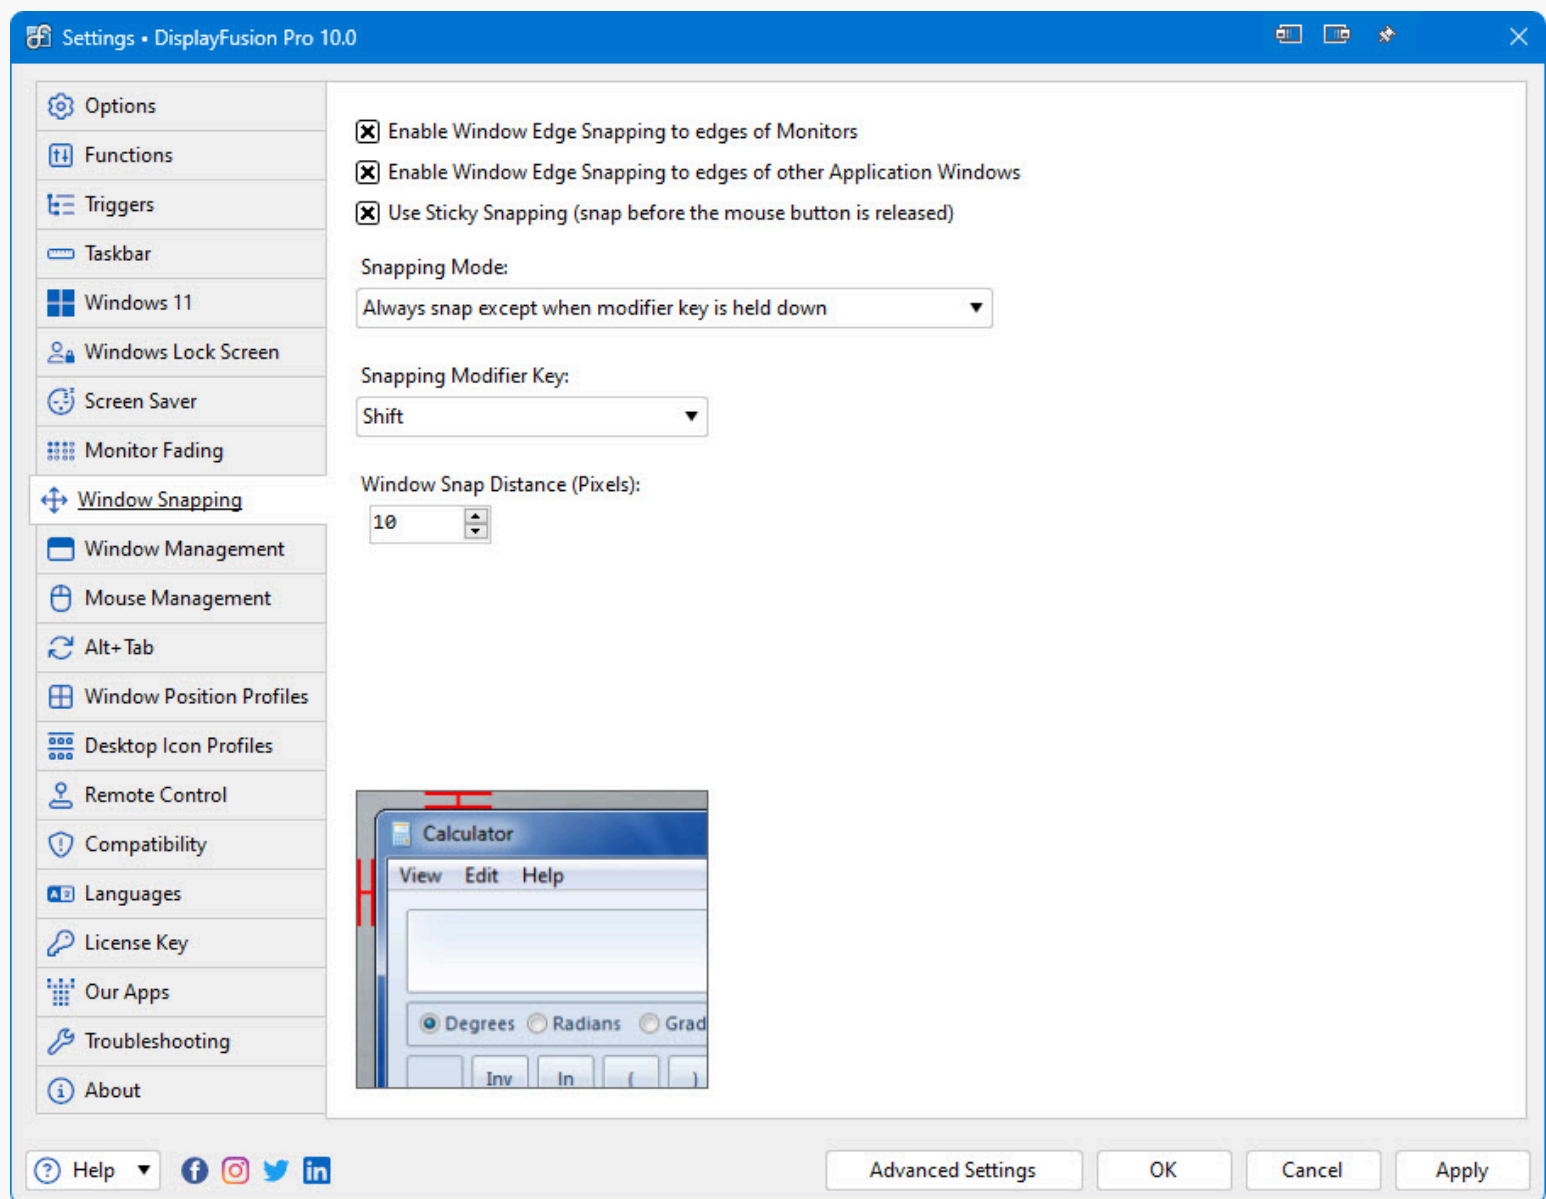 Settings • DisplayFusion Pro 10.0
Options
Functions
Triggers
Taskbar
Windows 11
Windows Lock Screen
Screen Saver
Monitor Fading
Window Snapping
Window Management
Mouse Management
Alt+Tab
Window Position Profiles
Desktop Icon Profiles
Remote Control
Compatibility
Languages
License Key
Our Apps
Troubleshooting
About
Enable Window Edge Snapping to edges of Monitors
Enable Window Edge Snapping to edges of other Application Windows
Use Sticky Snapping (snap before the mouse button is released)
Snapping Mode:
Always snap except when modifier key is held down
Snapping Modifier Key:
Shift
Window Snap Distance (Pixels):
10
Calculator
View Edit Help
Degrees Radians Grad
Inv ln ( )
Help Advanced Settings OK Cancel Apply